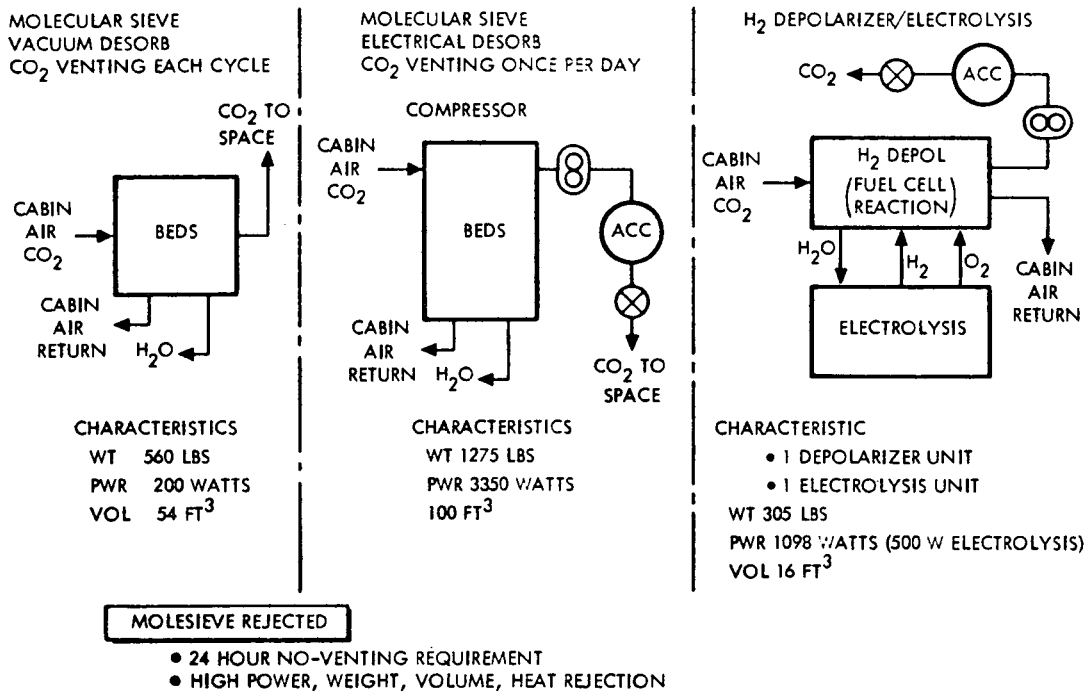 MOLECULAR SIEVE
VACUUM DESORB
CO2 VENTING EACH CYCLE
CO2 TO
SPACE
CABIN
AIR
CO2
BEDS
CABIN
AIR
RETURN
H2O
CHARACTERISTICS
WT 560 LBS
PWR 200 WATTS
VOL 54 FT3
MOLECULAR SIEVE
ELECTRICAL DESORB
CO2 VENTING ONCE PER DAY
COMPRESSOR
CABIN
AIR
CO2
BEDS
ACC
CABIN
AIR
RETURN
H2O
CO2 TO
SPACE
CHARACTERISTICS
WT 1275 LBS
PWR 3350 WATTS
100 FT3
H2 DEPOLARIZER/ELECTROLYSIS
CO2
ACC
CABIN
AIR
CO2
H2 DEPOL
(FUEL CELL
REACTION)
H2O
H2
O2
CABIN
AIR
RETURN
ELECTROLYSIS
CHARACTERISTIC
• 1 DEPOLARIZER UNIT
• 1 ELECTROLYSIS UNIT
WT 305 LBS
PWR 1098 WATTS (500 W ELECTROLYSIS)
VOL 16 FT3
MOLESIEVE REJECTED
• 24 HOUR NO-VENTING REQUIREMENT
• HIGH POWER, WEIGHT, VOLUME, HEAT REJECTION